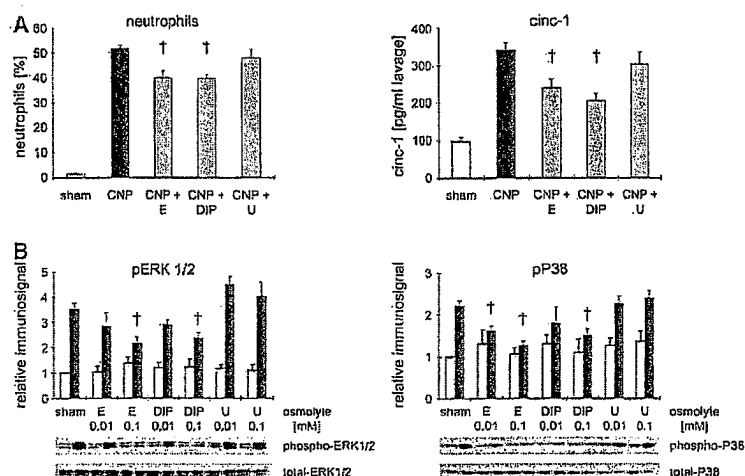 A
neutrophils
neutrophils [%]
60
50
40
30
20
10
0
† †
sham CNP CNP + E CNP + DIP CNP + U
cinc-1
cinc-1 [pg/ml lavage]
400
300
200
100
0
† †
sham CNP CNP + E CNP + DIP CNP + U
B
pERK 1/2
relative immunosignal
5
4
3
2
1
0
† †
sham E E DIP DIP U U osmolyte
0,01 0,1 0,01 0,1 0,01 0,1 [mM]
phospho-ERK1/2
total-ERK1/2
pP38
relative immunosignal
3
2
1
0
† † † †
sham E E DIP DIP U U osmolyte
0,01 0,1 0,01 0,1 0,01 0,1 [mM]
phospho-P38
total-P38